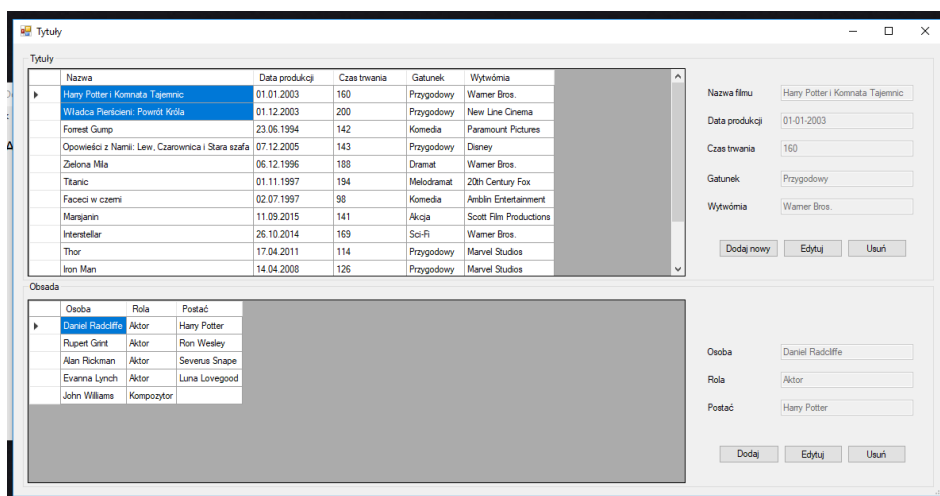 Tytuły
Tytuły
Nazwa Data produkcji Czas trwania Gatunek Wytwórnia
Harry Potter i Komnata Tajemnic 01.01.2003 160 Przygodowy Warner Bros.
Władca Pierścieni: Powrót Króla 01.12.2003 200 Przygodowy New Line Cinema
Forrest Gump 23.06.1994 142 Komedia Paramount Pictures
Opowieści z Narnii: Lew, Czarownica i Stara szafa 07.12.2005 143 Przygodowy Disney
Zielona Mila 06.12.1996 188 Dramat Warner Bros.
Titanic 01.11.1997 194 Melodramat 20th Century Fox
Faceci w czerni 02.07.1997 98 Komedia Amblin Entertainment
Marsjanin 11.09.2015 141 Akcja Scott Film Productions
Interstellar 26.10.2014 169 Sci-Fi Warner Bros.
Thor 17.04.2011 114 Przygodowy Marvel Studios
Iron Man 14.04.2008 126 Przygodowy Marvel Studios
Nazwa filmu Harry Potter i Komnata Tajemnic
Data produkcji 01-01-2003
Czas trwania 160
Gatunek Przygodowy
Wytwórnia Warner Bros.
Dodaj nowy Edytuj Usuń
Obsada
Osoba Rola Postać
Daniel Radcliffe Aktor Harry Potter
Rupert Grint Aktor Ron Wesley
Alan Rickman Aktor Severus Snape
Evanna Lynch Aktor Luna Lovegood
John Williams Kompozytor
Osoba Daniel Radcliffe
Rola Aktor
Postać Harry Potter
Dodaj Edytuj Usuń